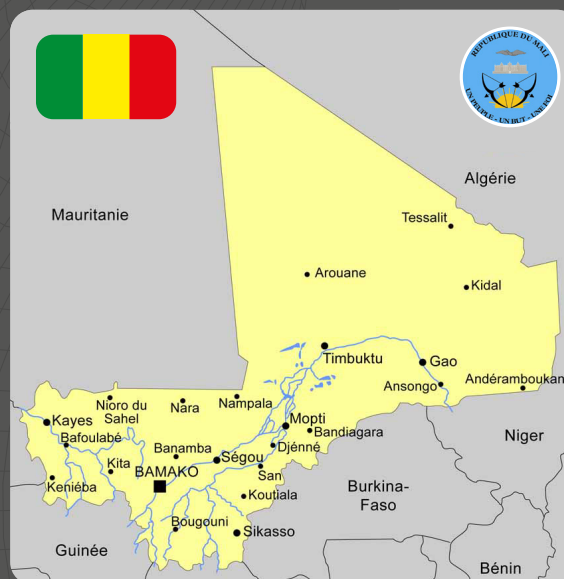 RÉPUBLIQUE DU MALI
UN PEUPLE - UN BUT - UNE FOI
Algérie
Mauritanie
Tessalit
Arouane
Kidal
Timbuktu
Gao
Ansongo
Andéramboukan
Nioro du
Sahel
Nara
Nampala
Kayes
Mopti
Bandiagara
Bafoulabé
Banamba
Djénné
Niger
Kita
BAMAKO
Ségou
San
Keniéba
Koutiala
Burkina-
Faso
Bougouni
Sikasso
Guinée
Bénin